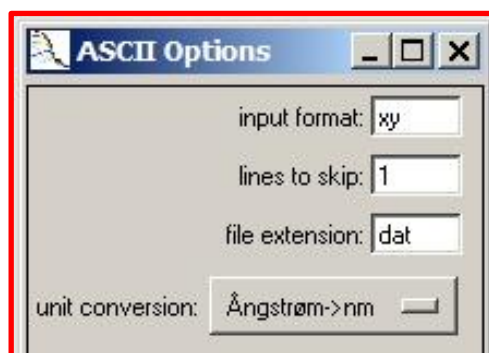 ASCII Options
input format: xy
lines to skip: 1
file extension: dat
unit conversion: Ångstrøm->nm